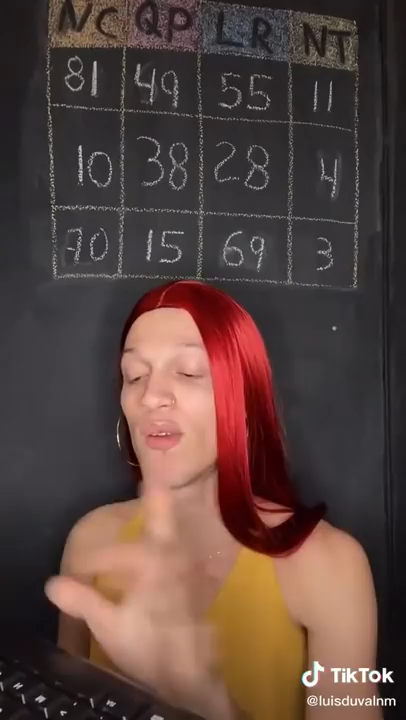 NC QP LR NT
81 49 55 11
10 38 28 4
70 15 69 3
TikTok
@luisduvalnm